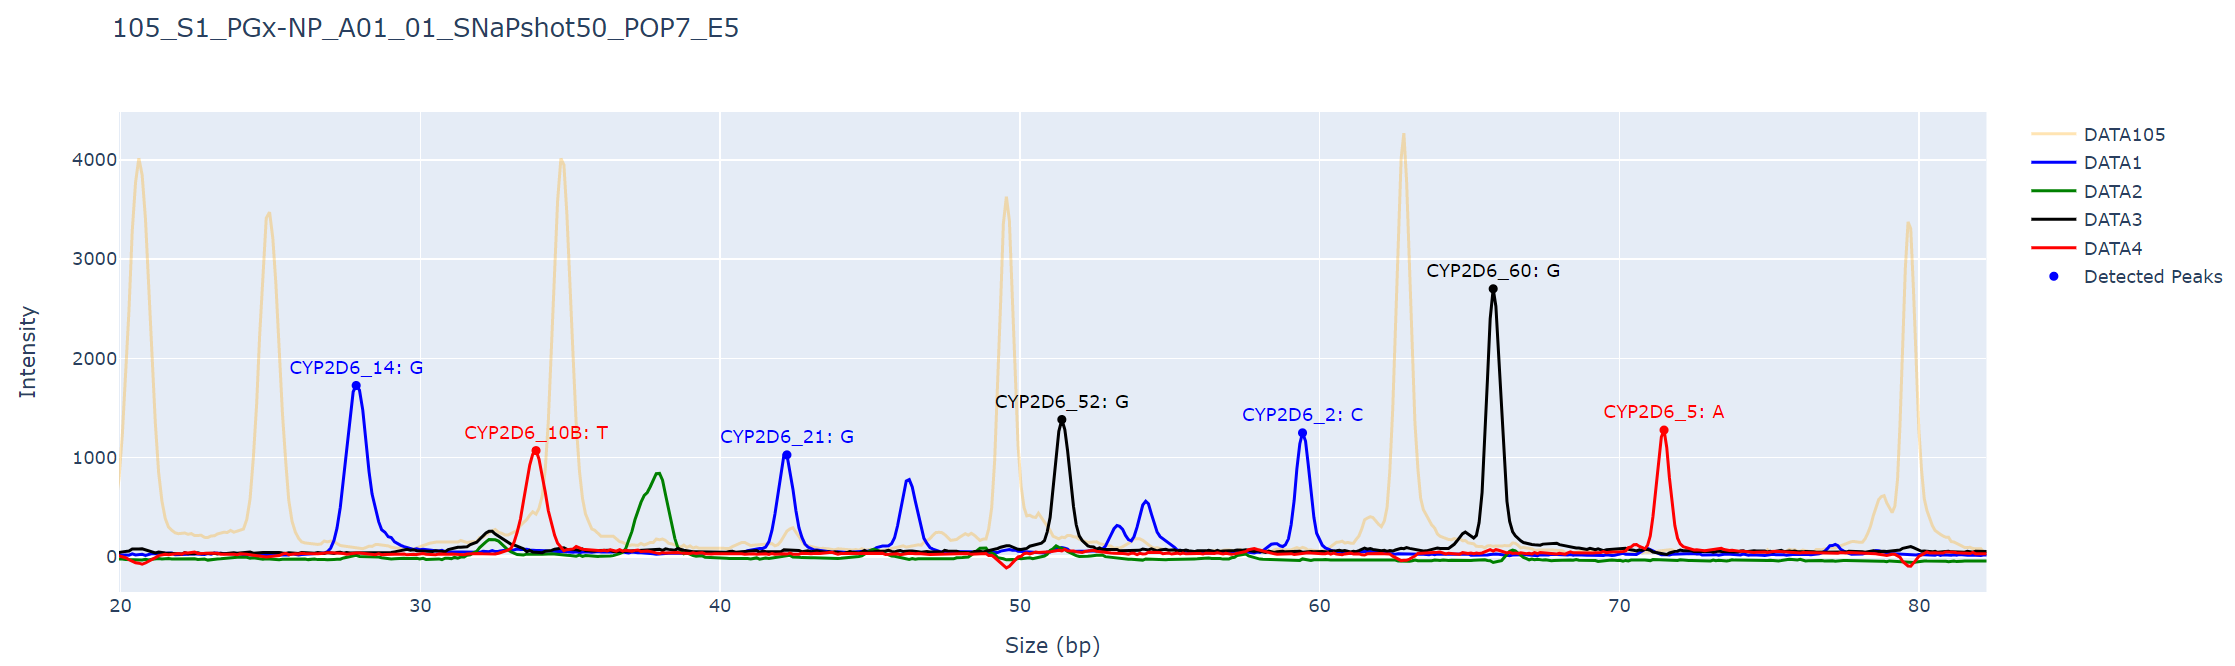 105_S1_PGx-NP_A01_01_SNaPshot50_POP7_E5
DATA105
DATA1
DATA2
DATA3
DATA4
Detected Peaks
4000
3000
2000
1000
0
Intensity
CYP2D6_60: G
CYP2D6_14: G
CYP2D6_52: G
CYP2D6_5: A
CYP2D6_2: C
CYP2D6_10B: T
CYP2D6_21: G
20 30 40 50 60 70 80
Size (bp)